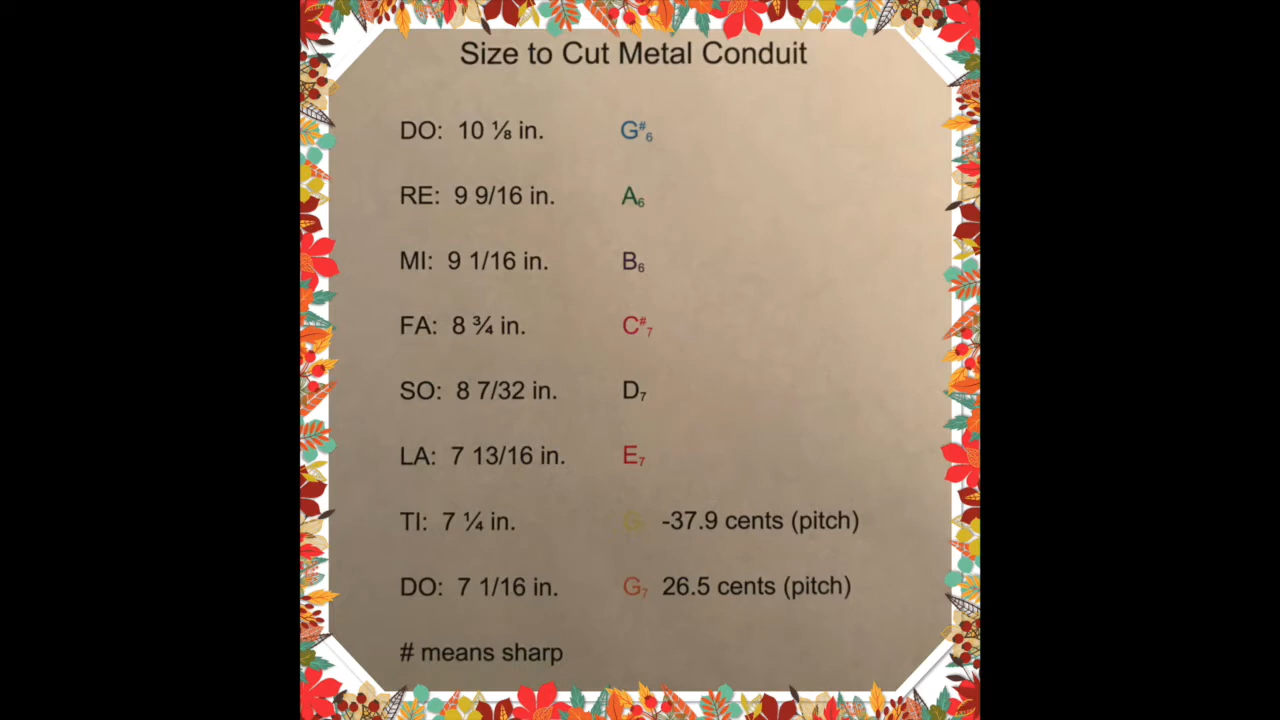 Size to Cut Metal Conduit
DO: 10 ⅛ in. G#6
RE: 9 9/16 in. A6
MI: 9 1/16 in. B6
FA: 8 ¾ in. C#7
SO: 8 7/32 in. D7
LA: 7 13/16 in. E7
TI: 7 ¼ in. -37.9 cents (pitch)
DO: 7 1/16 in. G7 26.5 cents (pitch)
# means sharp